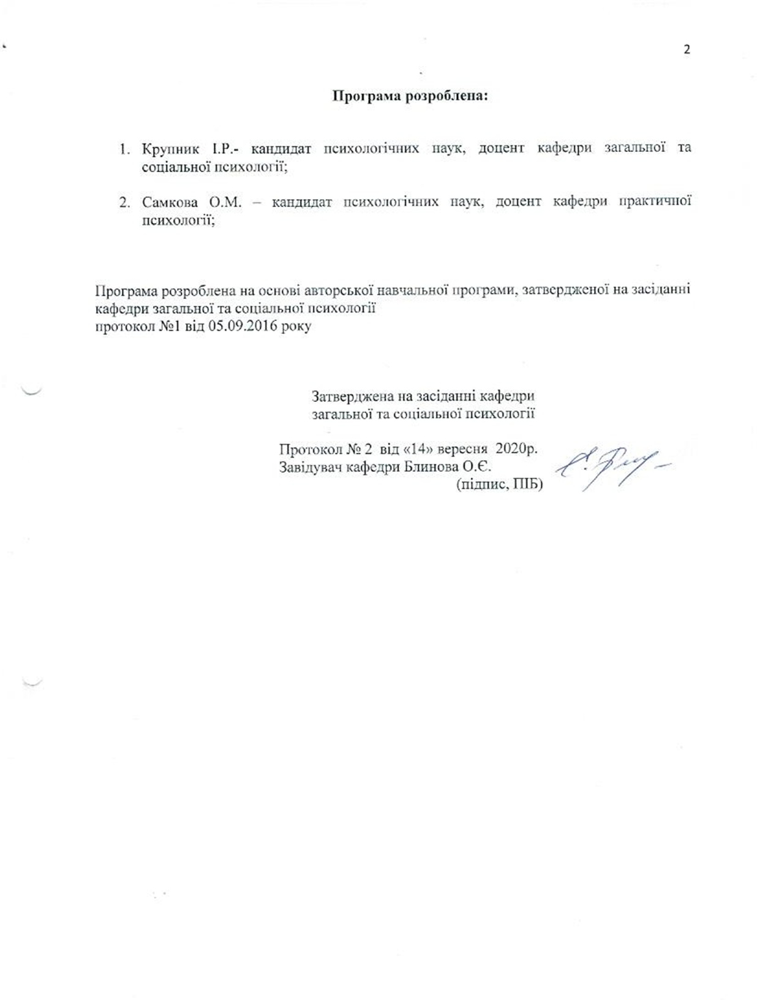 2
Програма розроблена:
1. Крупник І.Р.- кандидат психологічних наук, доцент кафедри загальної та
соціальної психології;
2. Самкова О.М. – кандидат психологічних наук, доцент кафедри практичної
психології;
Програма розроблена на основі авторської навчальної програми, затвердженої на засіданні
кафедри загальної та соціальної психології
протокол №1 від 05.09.2016 року
Затверджена на засіданні кафедри
загальної та соціальної психології
Протокол № 2 від «14» вересня 2020р.
Завідувач кафедри Блинова О.Є.
(підпис, ПІБ)